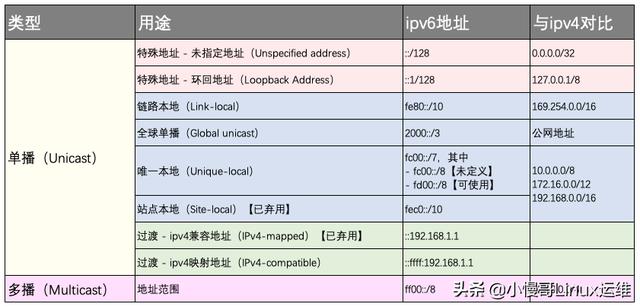 类型 用途 ipv6地址 与ipv4对比
单播（Unicast）
特殊地址 - 未指定地址（Unspecified address） ::/128 0.0.0.0/32
特殊地址 - 环回地址（Loopback Address） ::1/128 127.0.0.1/8
链路本地（Link-local） fe80::/10 169.254.0.0/16
全球单播（Global unicast） 2000::/3 公网地址
唯一本地（Unique-local）
fc00::/7，其中
- fc00::/8【未定义】
- fd00::/8【可使用】
10.0.0.0/8
172.16.0.0/12
192.168.0.0/16
站点本地（Site-local）【已弃用】 fec0::/10
过渡 - ipv4兼容地址（IPv4-mapped）【已弃用】 ::192.168.1.1
过渡 - ipv4映射地址（IPv4-compatible） ::ffff:192.168.1.1
多播（Multicast） 地址范围 ff00::/8
头条 @小慢哥Linux运维